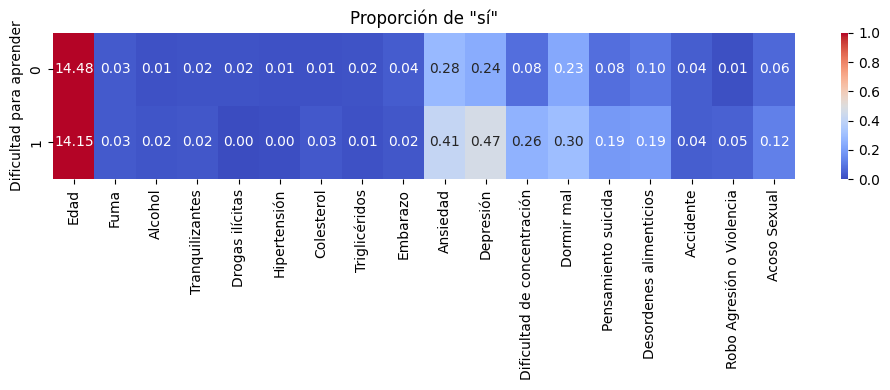 Proporción de "sí"
Dificultad para aprender
0
14.48 0.03 0.01 0.02 0.02 0.01 0.01 0.02 0.04 0.28 0.24 0.08 0.23 0.08 0.10 0.04 0.01 0.06
1
14.15 0.03 0.02 0.02 0.00 0.00 0.03 0.01 0.02 0.41 0.47 0.26 0.30 0.19 0.19 0.04 0.05 0.12
Edad
Fuma
Alcohol
Tranquilizantes
Drogas ilícitas
Hipertensión
Colesterol
Triglicéridos
Embarazo
Ansiedad
Depresión
Dificultad de concentración
Dormir mal
Pensamiento suicida
Desordenes alimenticios
Accidente
Robo Agresión o Violencia
Acoso Sexual
1.0
0.8
0.6
0.4
0.2
0.0